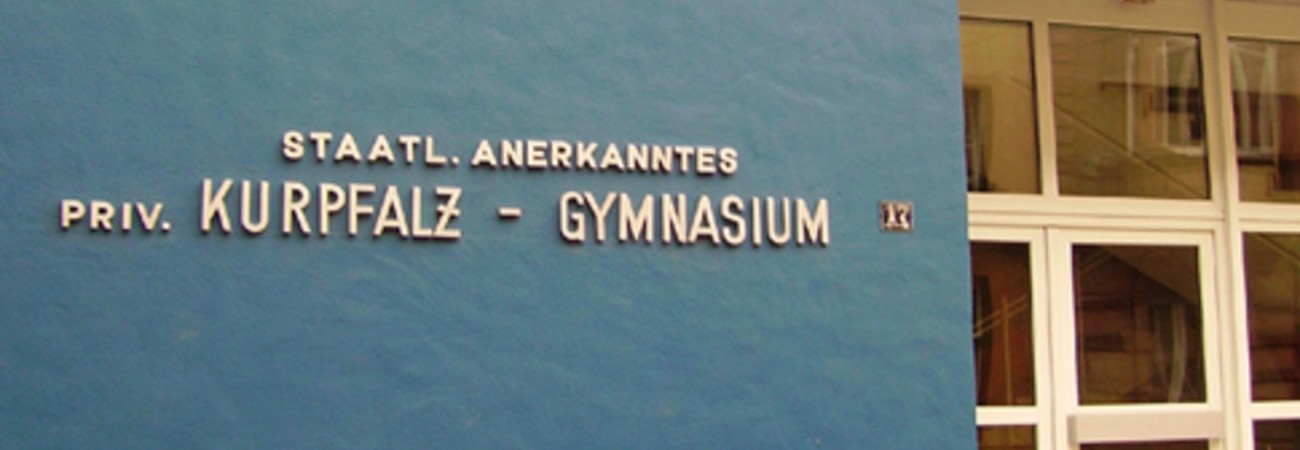 STAATL. ANERKANNTES
PRIV. KURPFALZ - GYMNASIUM 17